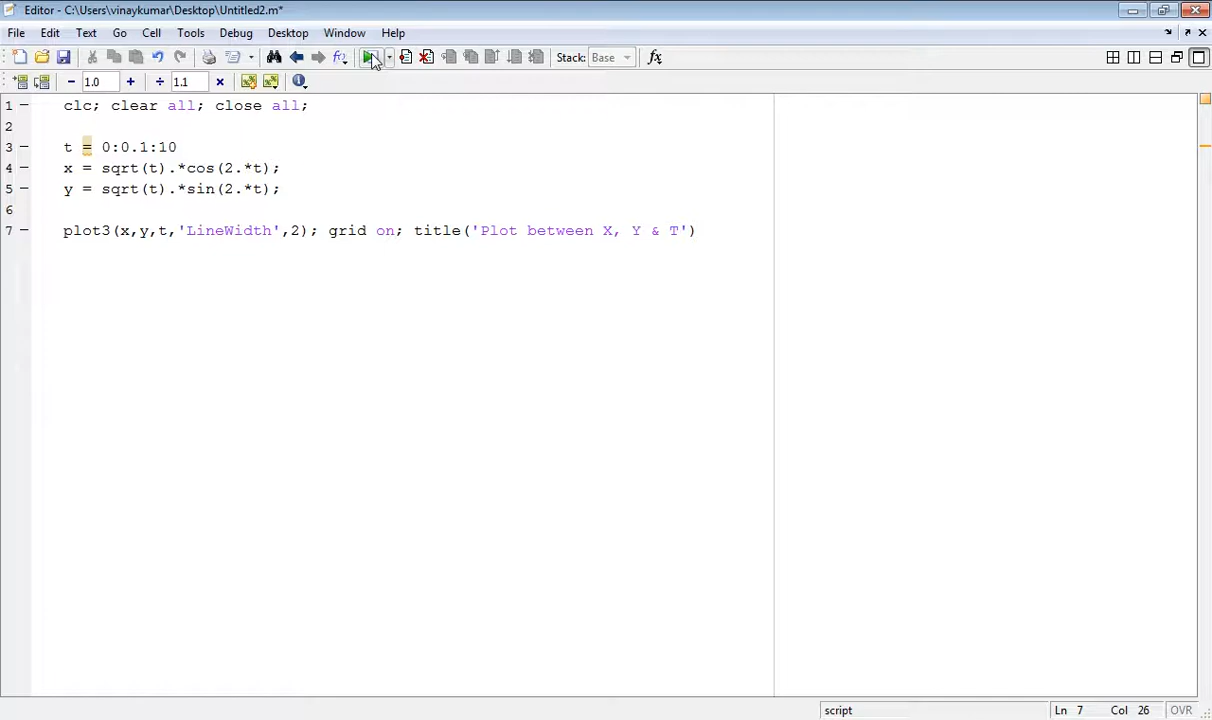 Editor - C:\Users\vinaykumar\Desktop\Untitled2.m*
File Edit Text Go Cell Tools Debug Desktop Window Help
Stack: Base fx
− 1.0 + ÷ 1.1 ×
1 clc; clear all; close all;
2
3 t = 0:0.1:10
4 x = sqrt(t).*cos(2.*t);
5 y = sqrt(t).*sin(2.*t);
6
7 plot3(x,y,t,'LineWidth',2); grid on; title('Plot between X, Y & T')
script Ln 7 Col 26 OVR